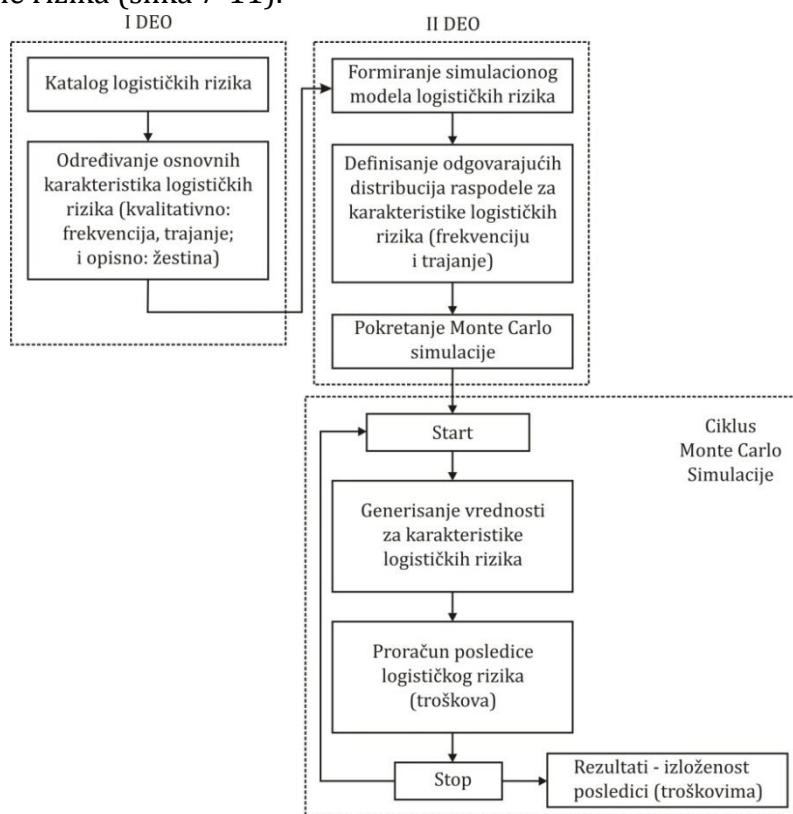 ne rizika (slika 7-11).
I DEO
Katalog logističkih rizika
Određivanje osnovnih
karakteristika logističkih
rizika (kvalitativno:
frekvencija, trajanje;
i opisno: žestina)
II DEO
Formiranje simulacionog
modela logističkih rizika
Definisanje odgovarajućih
distribucija raspodele za
karakteristike logističkih
rizika (frekvenciju
i trajanje)
Pokretanje Monte Carlo
simulacije
Ciklus
Monte Carlo
Simulacije
Start
Generisanje vrednosti
za karakteristike
logističkih rizika
Proračun posledice
logističkog rizika
(troškova)
Stop
Rezultati - izloženost
posledici (troškovima)